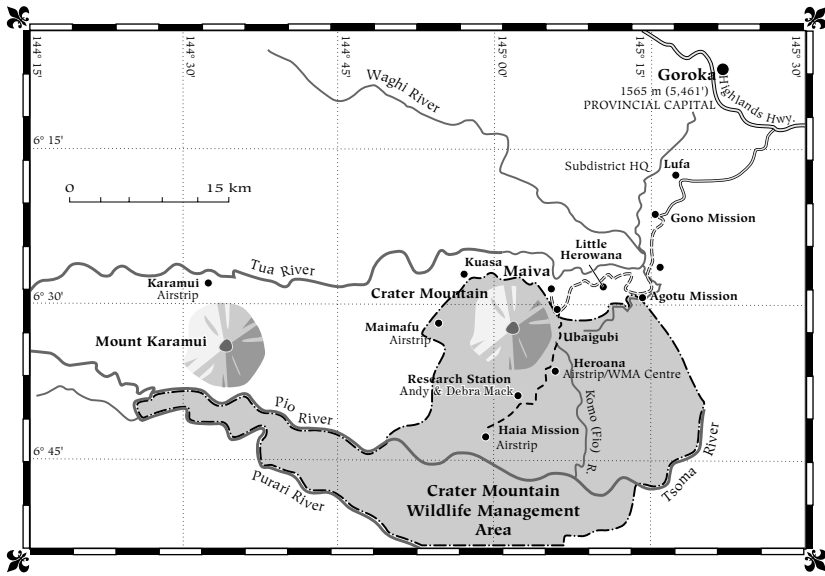 144° 15'
144° 30'
144° 45'
145° 00'
145° 15'
145° 30'
Waghi River
Goroka
1565 m (5,461')
PROVINCIAL CAPITAL
Highlands Hwy.
6° 15'
Subdistrict HQ
Lufa
0 15 km
Gono Mission
Little
Herowana
Tua River
Kuasa
Maiva
Karamui
Airstrip
Crater Mountain
Agotu Mission
6° 30'
Maimafu
Airstrip
Ubaigubi
Mount Karamui
Heroana
Airstrip/WMA Centre
Research Station
Andy & Debra Mack
Komo (Pio) R.
Pio River
Haia Mission
Airstrip
6° 45'
Purari River
Tsoma River
Crater Mountain
Wildlife Management
Area